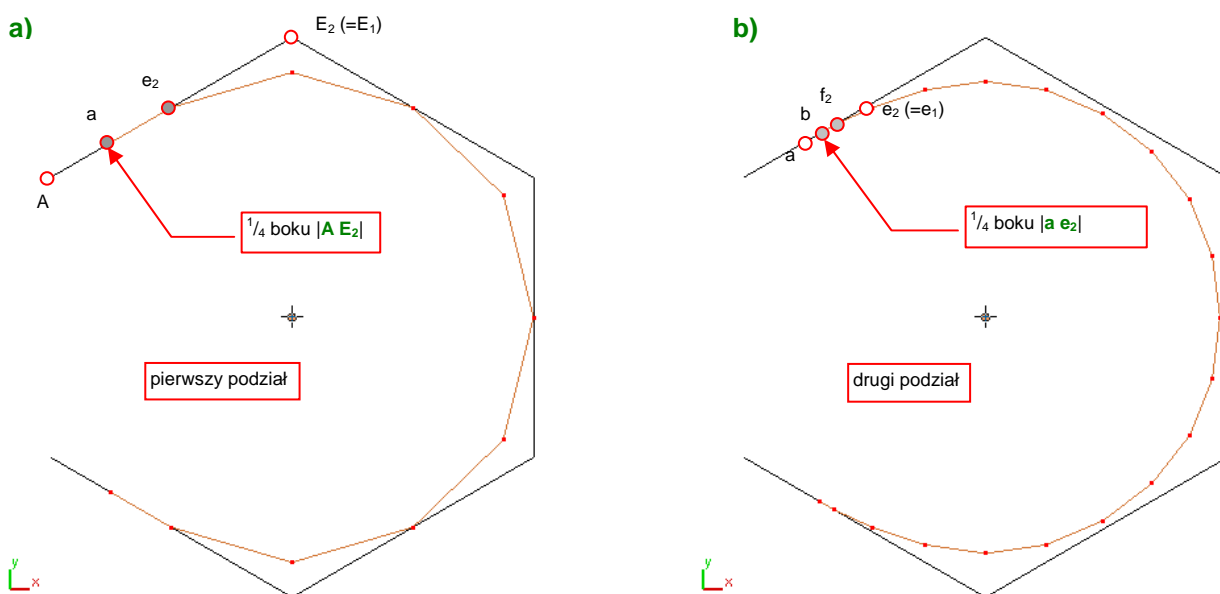 a)
E₂ (=E₁)
e₂
a
A
¹/₄ boku |A E₂|
pierwszy podział
y
x
b)
f₂
e₂ (=e₁)
b
a
¹/₄ boku |a e₂|
drugi podział
y
x